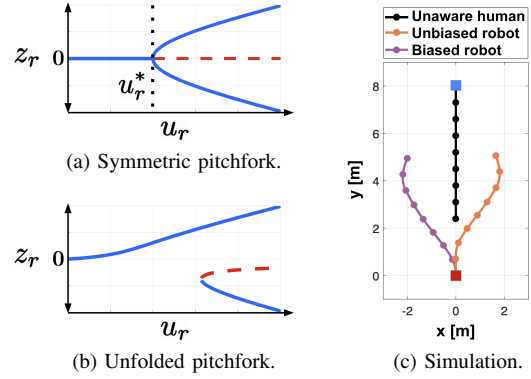 z_r 0
u_r^*
u_r
(a) Symmetric pitchfork.
z_r 0
u_r
(b) Unfolded pitchfork.
Unaware human
Unbiased robot
Biased robot
8
6
4
2
0
y [m]
-2 0 2
x [m]
(c) Simulation.